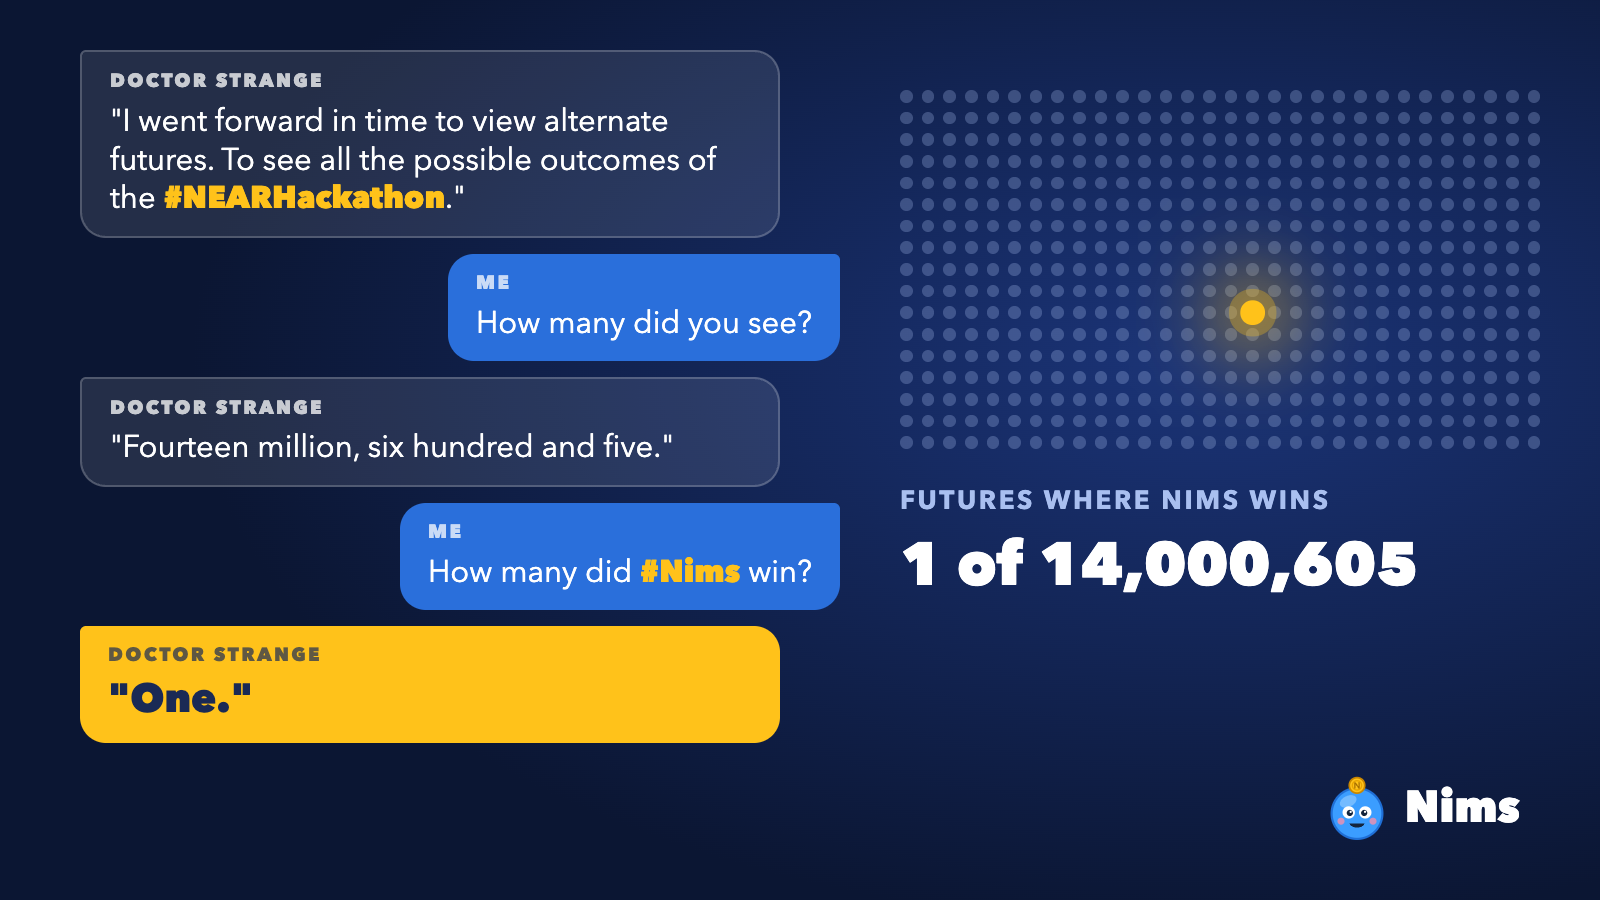 DOCTOR STRANGE
"I went forward in time to view alternate
futures. To see all the possible outcomes of
the #NEARHackathon."
ME
How many did you see?
DOCTOR STRANGE
"Fourteen million, six hundred and five."
ME
How many did #Nims win?
DOCTOR STRANGE
"One."
FUTURES WHERE NIMS WINS
1 of 14,000,605
N
Nims